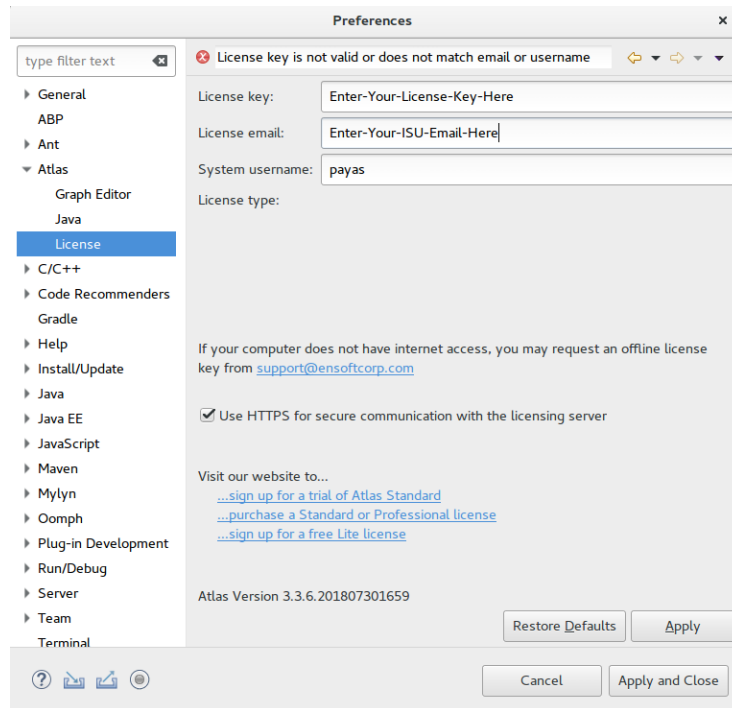 Preferences
type filter text
License key is not valid or does not match email or username
General
ABP
Ant
Atlas
Graph Editor
Java
License
C/C++
Code Recommenders
Gradle
Help
Install/Update
Java
Java EE
JavaScript
Maven
Mylyn
Oomph
Plug-in Development
Run/Debug
Server
Team
Terminal
License key: Enter-Your-License-Key-Here
License email: Enter-Your-ISU-Email-Here
System username: payas
License type:
If your computer does not have internet access, you may request an offline license
key from support@ensoftcorp.com
Use HTTPS for secure communication with the licensing server
Visit our website to...
...sign up for a trial of Atlas Standard
...purchase a Standard or Professional license
...sign up for a free Lite license
Atlas Version 3.3.6.201807301659
Restore Defaults Apply
Cancel Apply and Close